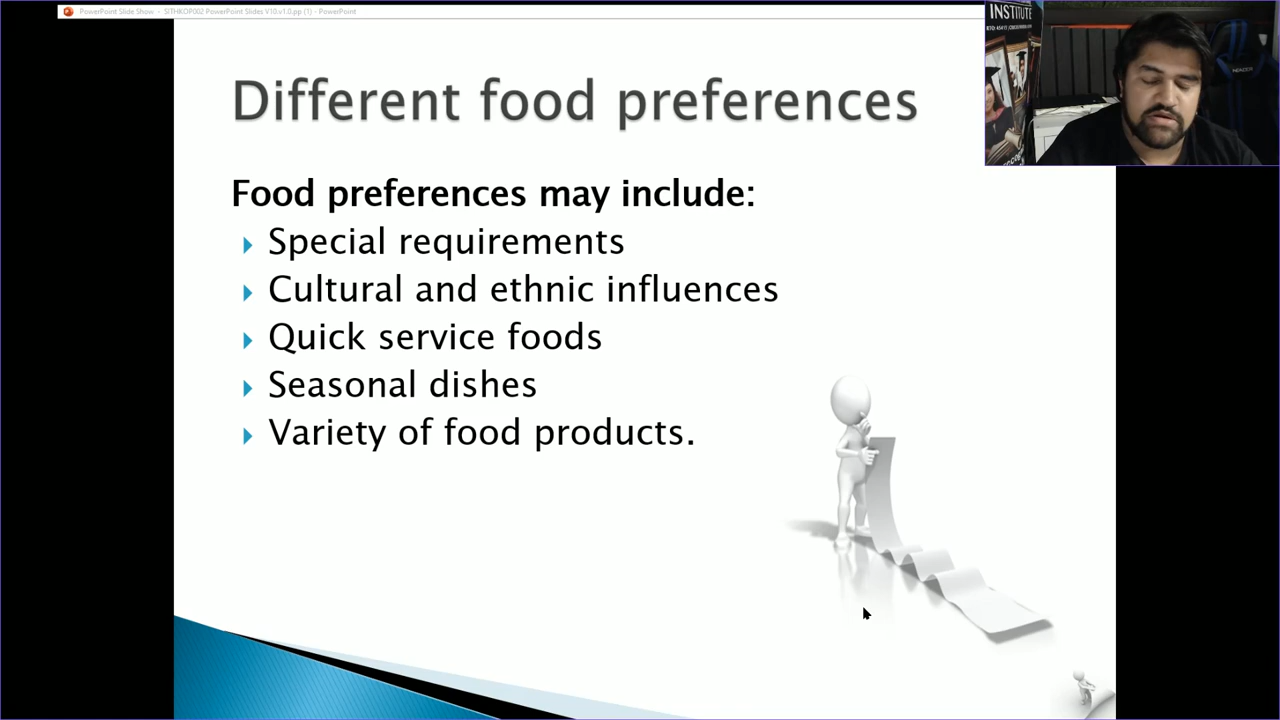 PowerPoint Slide Show - SITHKOP002 PowerPoint Slides V10.v1.0.pp (1) - PowerPoint
INSTITUTE
Different food preferences
Food preferences may include:
Special requirements
Cultural and ethnic influences
Quick service foods
Seasonal dishes
Variety of food products.